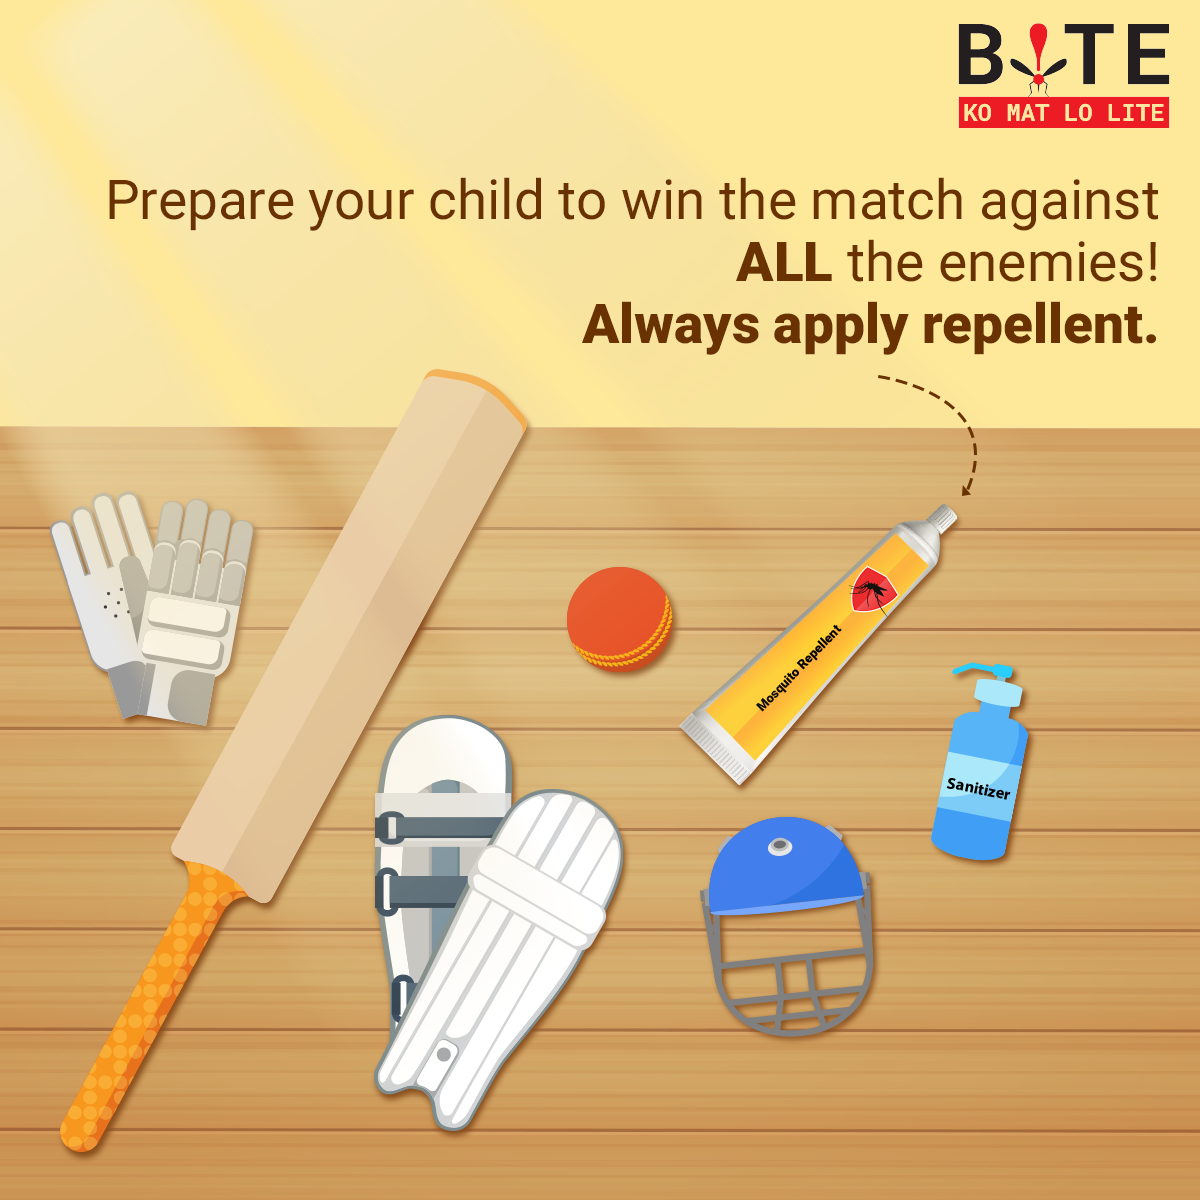 BITE
KO MAT LO LITE
Prepare your child to win the match against
ALL the enemies!
Always apply repellent.
Mosquito Repellent
Sanitizer